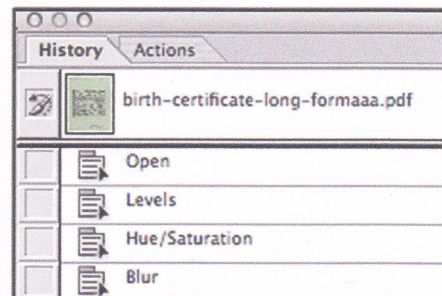 History Actions
birth-certificate-long-formaaa.pdf
Open
Levels
Hue/Saturation
Blur